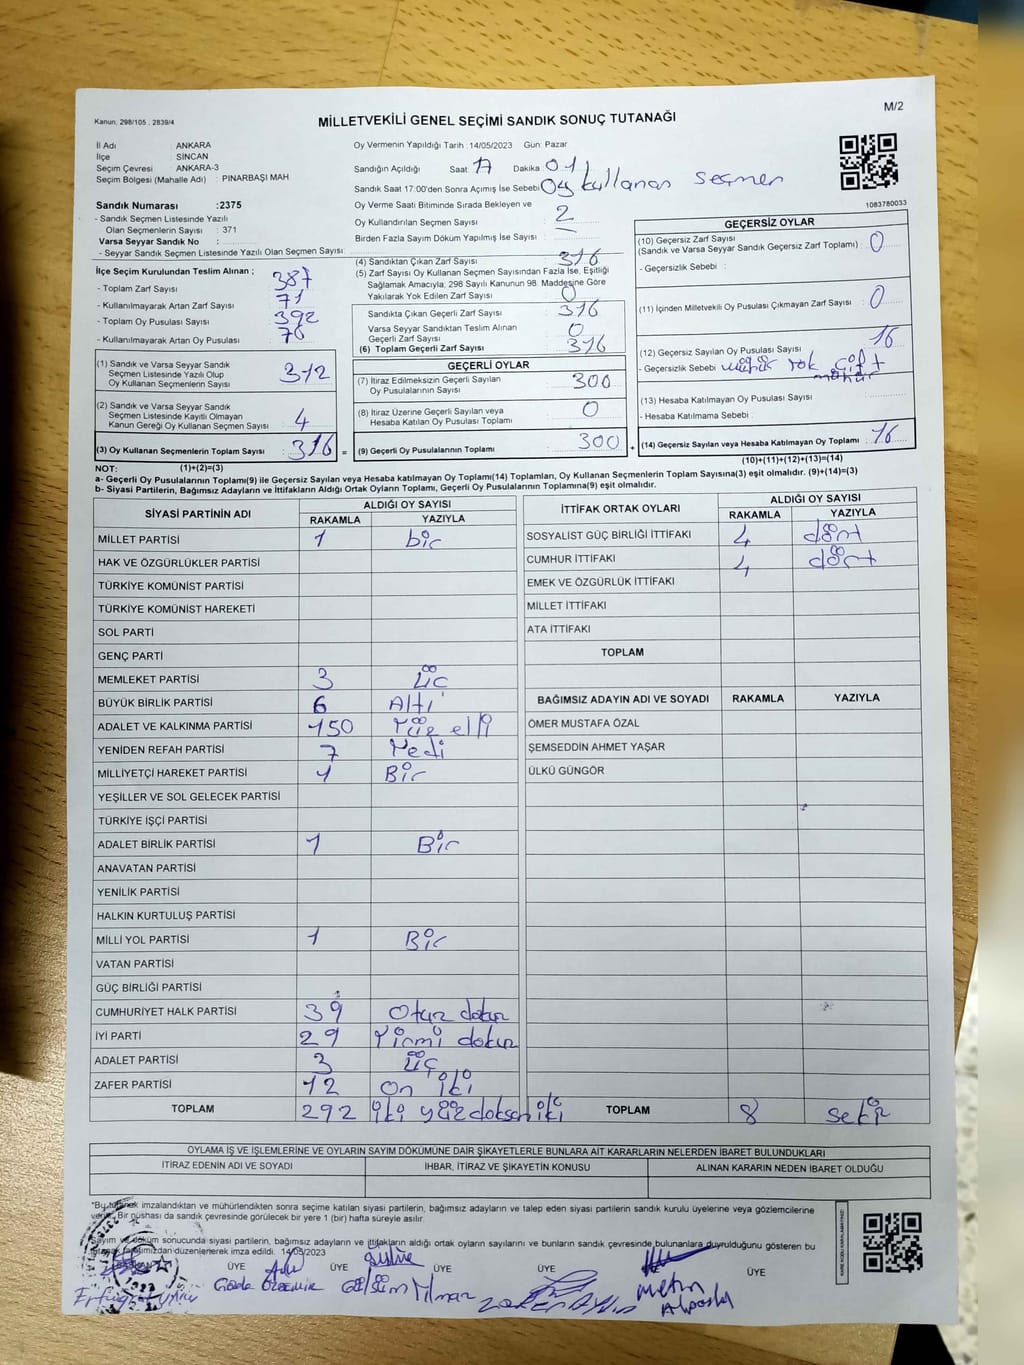 M/2
Kanun, 298/105 , 2839/4
MİLLETVEKİLİ GENEL SEÇİMİ SANDIK SONUÇ TUTANAĞI
İl Adı : ANKARA
İlçe : SİNCAN
Seçim Çevresi : ANKARA-3
Seçim Bölgesi (Mahalle Adı) : PINARBAŞI MAH
Sandık Numarası :2375
- Sandık Seçmen Listesinde Yazılı
Olan Seçmenlerin Sayısı : 371
Varsa Seyyar Sandık No :
- Seyyar Seçmen Listesinde Yazılı Olan Seçmen Sayısı:
İlçe Seçim Kurulundan Teslim Alınan ;
- Toplam Zarf Sayısı : 387
- Kullanılmayarak Artan Zarf Sayısı : 71
- Toplam Oy Pusulası Sayısı : 392
- Kullanılmayarak Artan Oy Pusulası : 76
(1) Sandık ve Varsa Seyyar Sandık
Seçmen Listesinde Yazılı Olup
Oy Kullanan Seçmenlerin Sayısı : 312
(2) Sandık ve Varsa Seyyar Sandık
Seçmen Listesinde Kayıtlı Olmayan
Kanun Gereği Oy Kullanan Seçmen Sayısı : 4
(3) Oy Kullanan Seçmenlerin Toplam Sayısı : 316 =
Oy Vermenin Yapıldığı Tarih :14/05/2023 Gün: Pazar
Sandığın Açıldığı Saat: 17 Dakika: 01
Sandık Saat 17:00'den Sonra Açımış İse Sebebi Oy kullanan seçmen
Oy Verme Saati Bitiminde Sırada Bekleyen ve
Oy Kullandırılan Seçmen Sayısı : 2
Birden Fazla Sayım Döküm Yapılmış İse Sayısı :
(4) Sandıktan Çıkan Zarf Sayısı : 316
(5) Zarf Sayısı Oy Kullanan Seçmen Sayısından Fazla İse, Eşitliği
Sağlamak Amacıyla; 298 Sayılı Kanunun 98. Maddesine Göre
Yakılarak Yok Edilen Zarf Sayısı : 0
Sandıkta Çıkan Geçerli Zarf Sayısı : 316
Varsa Seyyar Sandıktan Teslim Alınan
Geçerli Zarf Sayısı : 0
(6) Toplam Geçerli Zarf Sayısı : 316
GEÇERLİ OYLAR
(7) İtiraz Edilmeksizin Geçerli Sayılan
Oy Pusulalarının Sayısı : 300
(8) İtiraz Üzerine Geçerli Sayılan veya
Hesaba Katılan Oy Pusulası Toplamı : 0
(9) Geçerli Oy Pusulalarının Toplamı : 300 +
1083780033
GEÇERSİZ OYLAR
(10) Geçersiz Zarf Sayısı
(Sandık ve Varsa Seyyar Sandık Geçersiz Zarf Toplamı) : 0
- Geçersizlik Sebebi :
(11) İçinden Milletvekili Oy Pusulası Çıkmayan Zarf Sayısı : 0
(12) Geçersiz Sayılan Oy Pusulası Sayısı : 16
- Geçersizlik Sebebi : mühür yok çift
mühür
(13) Hesaba Katılmayan Oy Pusulası Sayısı :
- Hesaba Katılmama Sebebi :
(14) Geçersiz Sayılan veya Hesaba Katılmayan Oy Toplamı : 16
(10)+(11)+(12)+(13)=(14)
NOT: (1)+(2)=(3)
a- Geçerli Oy Pusulalarının Toplamı(9) ile Geçersiz Sayılan veya Hesaba Katılmayan Oy Toplamı(14) Toplamları, Oy Kullanan Seçmenlerin Toplam Sayısına(3) eşit olmalıdır. (9)+(14)=(3)
b- Siyasi Partilerin, Bağımsız Adayların ve İttifakların Aldığı Ortak Oyların Toplamı, Geçerli Oy Pusulalarının Toplamına(9) eşit olmalıdır.
SİYASİ PARTİNİN ADI ALDIĞI OY SAYISI
RAKAMLA YAZIYLA
MİLLET PARTİSİ 1 bir
HAK VE ÖZGÜRLÜKLER PARTİSİ
TÜRKİYE KOMÜNİST PARTİSİ
TÜRKİYE KOMÜNİST HAREKETİ
SOL PARTİ
GENÇ PARTİ
MEMLEKET PARTİSİ 3 üç
BÜYÜK BİRLİK PARTİSİ 6 Altı
ADALET VE KALKINMA PARTİSİ 150 Yüz elli
YENİDEN REFAH PARTİSİ 7 Yedi
MİLLİYETÇİ HAREKET PARTİSİ 1 Bir
YEŞİLLER VE SOL GELECEK PARTİSİ
TÜRKİYE İŞÇİ PARTİSİ
ADALET BİRLİK PARTİSİ 1 Bir
ANAVATAN PARTİSİ
YENİLİK PARTİSİ
HALKIN KURTULUŞ PARTİSİ
MİLLİ YOL PARTİSİ 1 Bir
VATAN PARTİSİ
GÜÇ BİRLİĞİ PARTİSİ
CUMHURİYET HALK PARTİSİ 39 Otuz dokuz
İYİ PARTİ 29 Yirmi dokuz
ADALET PARTİSİ 3 üç
ZAFER PARTİSİ 12 On iki
TOPLAM 292 iki yüz doksan iki
İTTİFAK ORTAK OYLARI ALDIĞI OY SAYISI
RAKAMLA YAZIYLA
SOSYALİST GÜÇ BİRLİĞİ İTTİFAKI 4 dört
CUMHUR İTTİFAKI 4 dört
EMEK VE ÖZGÜRLÜK İTTİFAKI
MİLLET İTTİFAKI
ATA İTTİFAKI
TOPLAM
BAĞIMSIZ ADAYIN ADI VE SOYADI RAKAMLA YAZIYLA
ÖMER MUSTAFA ÖZAL
ŞEMSEDDİN AHMET YAŞAR
ÜLKÜ GÜNGÖR
TOPLAM 8 sekiz
OYLAMA İŞ VE İŞLEMLERİNE VE OYLARIN SAYIM DÖKÜMÜNE DAİR ŞİKAYETLERLE BUNLARA AİT KARARLARIN NELERDEN İBARET BULUNDUKLARI
İTİRAZ EDENİN ADI VE SOYADI İHBAR, İTİRAZ VE ŞİKAYETİN KONUSU ALINAN KARARIN NEDEN İBARET OLDUĞU
"Bu imzalandıktan ve mühürlendikten sonra seçime katılan siyasi partilerin, bağımsız adayların ve talep eden siyasi partilerin sandık kurulu üyelerine veya gözlemcilerine
Bir nüshası da sandık çevresinde görülecek bir yere 1 (bir) hafta süreyle asılır.
döküm sonucunda siyasi partilerin, bağımsız adayların ve ittifakların aldığı ortak oyların sayılarını ve bunların sandık çevresinde bulunanlara duyurulduğunu gösteren bu
tarafımızdan düzenlenerek imza edildi. 14/05/2023
ÜYE ÜYE ÜYE ÜYE ÜYE
Gülsüm Yılmaz
Metin